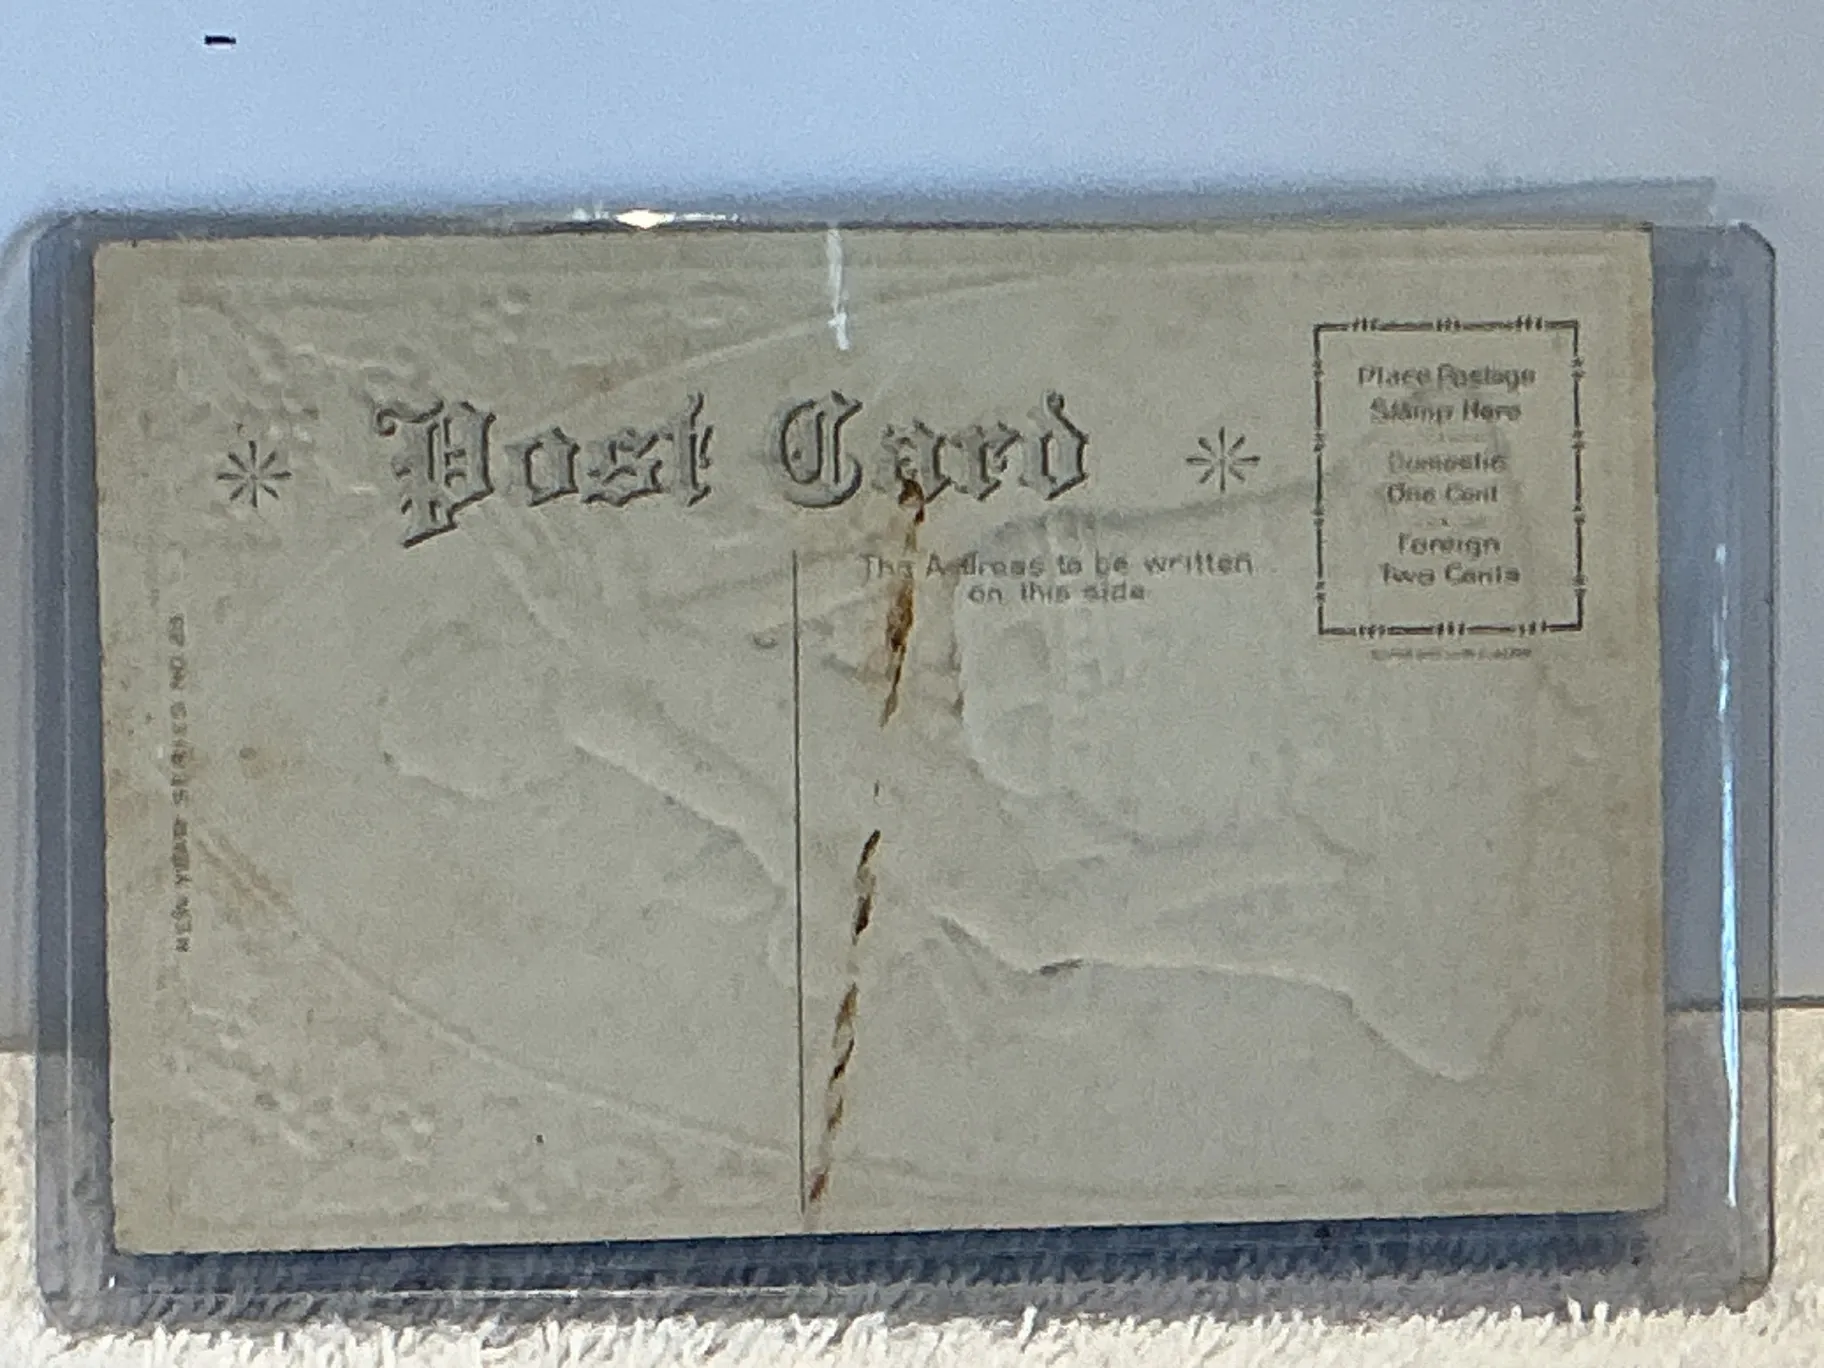 Post Card
The Address to be written
on this side
Place Postage
Stamp Here
Domestic
One Cent
Foreign
Two Cents
NEW YEAR SERIES NO 23